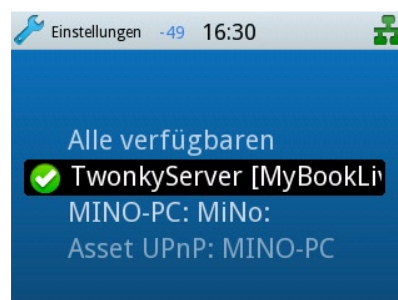 Einstellungen -49 16:30
Alle verfügbaren
TwonkyServer [MyBookLiv
MINO-PC: MiNo:
Asset UPnP: MINO-PC